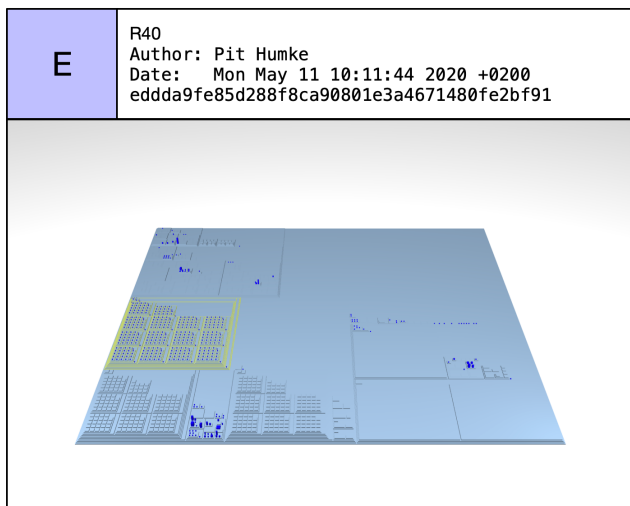 E
R40
Author: Pit Humke
Date:   Mon May 11 10:11:44 2020 +0200
eddda9fe85d288f8ca90801e3a4671480fe2bf91